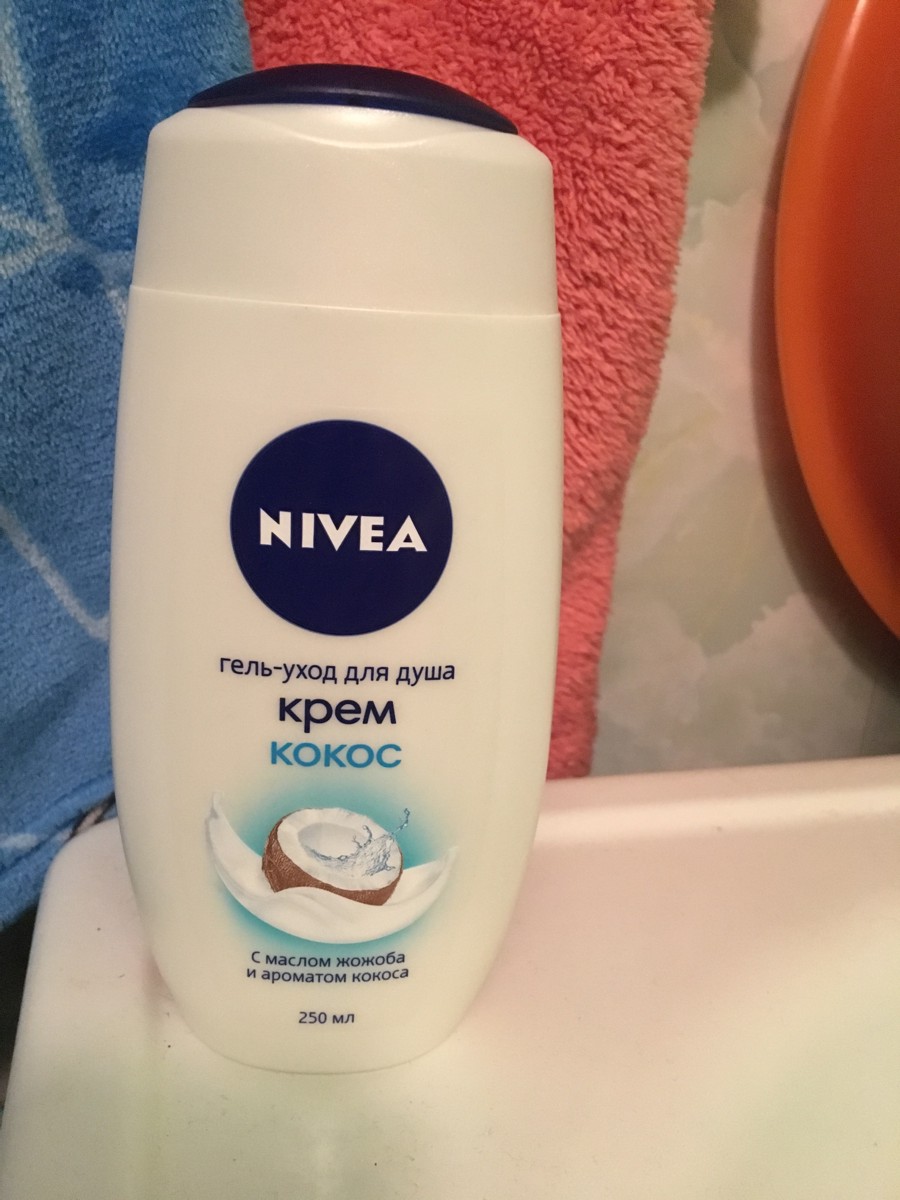 NIVEA
гель-уход для душа
крем
кокос
С маслом жожоба
и ароматом кокоса
250 мл